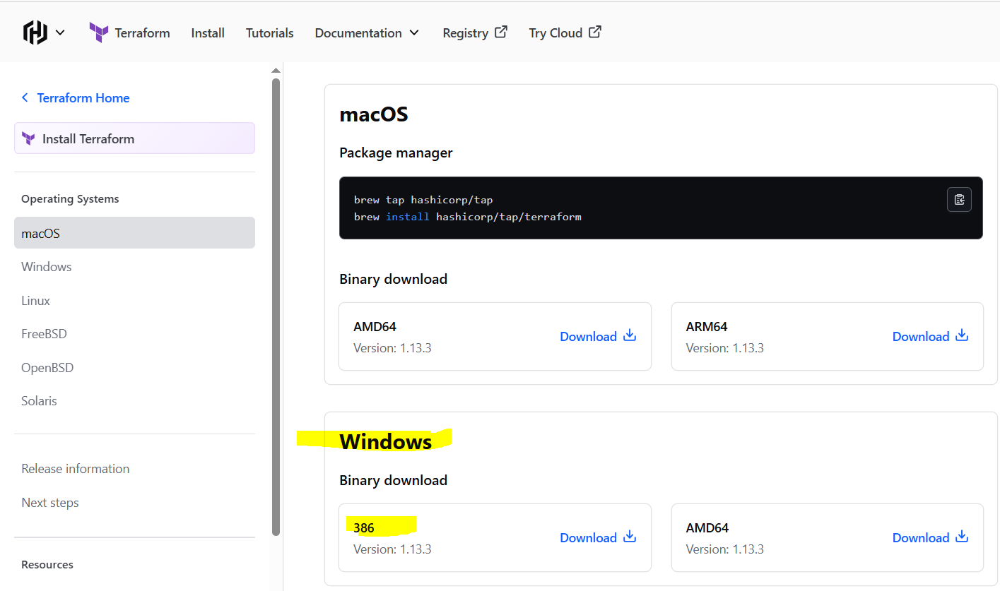 Terraform
Install
Tutorials
Documentation
Registry
Try Cloud
Terraform Home
Install Terraform
Operating Systems
macOS
Windows
Linux
FreeBSD
OpenBSD
Solaris
Release information
Next steps
Resources
macOS
Package manager
brew tap hashicorp/tap
brew install hashicorp/tap/terraform
Binary download
AMD64
Version: 1.13.3
Download
ARM64
Version: 1.13.3
Download
Windows
Binary download
386
Version: 1.13.3
Download
AMD64
Version: 1.13.3
Download